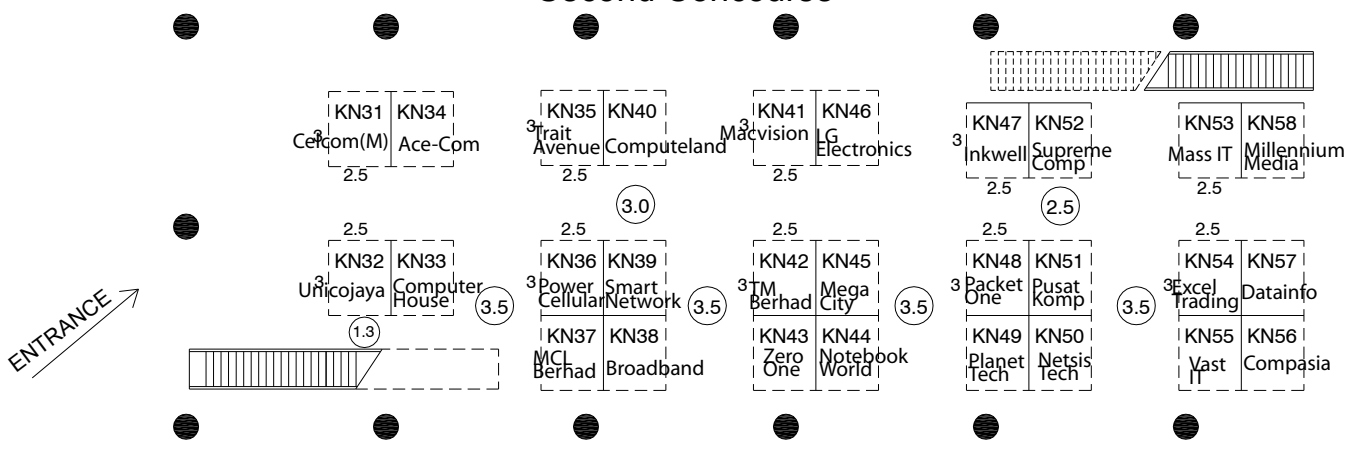 Second Concourse
KN31 KN34 KN35 KN40 KN41 KN46 KN47 KN52 KN53 KN58
3 Celcom(M) Ace-Com 3 Trait Avenue Computeland 3 Macvision LG Electronics 3 Inkwell Supreme Comp Mass IT Millennium Media
2.5 2.5 2.5 2.5 2.5
3.0 2.5
2.5 2.5 2.5 2.5 2.5
KN32 KN33 KN36 KN39 KN42 KN45 KN48 KN51 KN54 KN57
3 Unicojaya Computer House 3 Power Cellular Smart Network 3 TM Berhad Mega City 3 Packet One Pusat Komp 3 Excel Trading Datainfo
3.5 3.5 3.5 3.5
ENTRANCE
1.3
KN37 KN38 KN43 KN44 KN49 KN50 KN55 KN56
MCL Berhad Broadband Zero One Notebook World Planet Tech Netsis Tech Vast IT Compasia